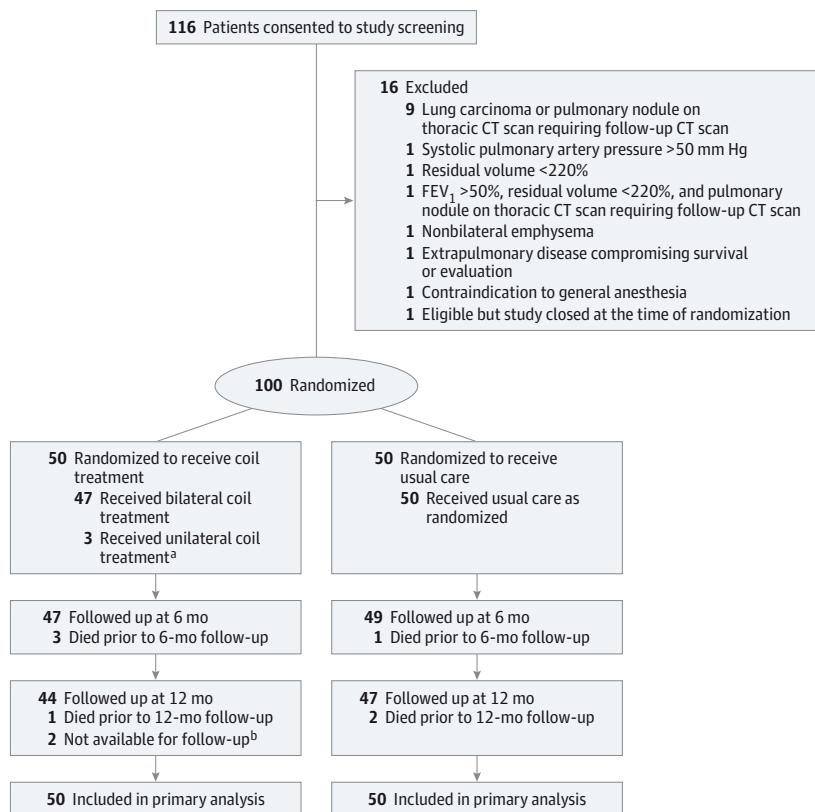 116 Patients consented to study screening
16 Excluded
9 Lung carcinoma or pulmonary nodule on
thoracic CT scan requiring follow-up CT scan
1 Systolic pulmonary artery pressure >50 mm Hg
1 Residual volume <220%
1 FEV1 >50%, residual volume <220%, and pulmonary
nodule on thoracic CT scan requiring follow-up CT scan
1 Nonbilateral emphysema
1 Extrapulmonary disease compromising survival
or evaluation
1 Contraindication to general anesthesia
1 Eligible but study closed at the time of randomization
100 Randomized
50 Randomized to receive coil
treatment
47 Received bilateral coil
treatment
3 Received unilateral coil
treatmenta
50 Randomized to receive
usual care
50 Received usual care as
randomized
47 Followed up at 6 mo
3 Died prior to 6-mo follow-up
49 Followed up at 6 mo
1 Died prior to 6-mo follow-up
44 Followed up at 12 mo
1 Died prior to 12-mo follow-up
2 Not available for follow-upb
47 Followed up at 12 mo
2 Died prior to 12-mo follow-up
50 Included in primary analysis
50 Included in primary analysis